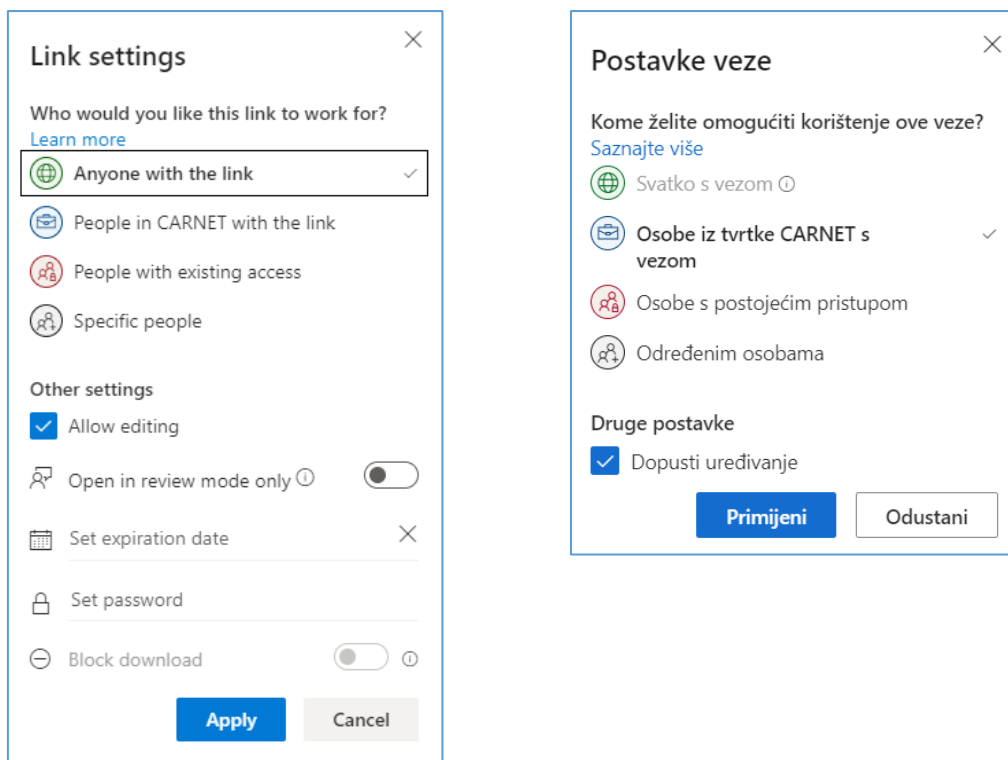 Link settings
Who would you like this link to work for?
Learn more
Anyone with the link
People in CARNET with the link
People with existing access
Specific people
Other settings
Allow editing
Open in review mode only
Set expiration date
Set password
Block download
Apply
Cancel
Postavke veze
Kome želite omogućiti korištenje ove veze?
Saznajte više
Svatko s vezom
Osobe iz tvrtke CARNET s
vezom
Osobe s postojećim pristupom
Određenim osobama
Druge postavke
Dopusti uređivanje
Primijeni
Odustani